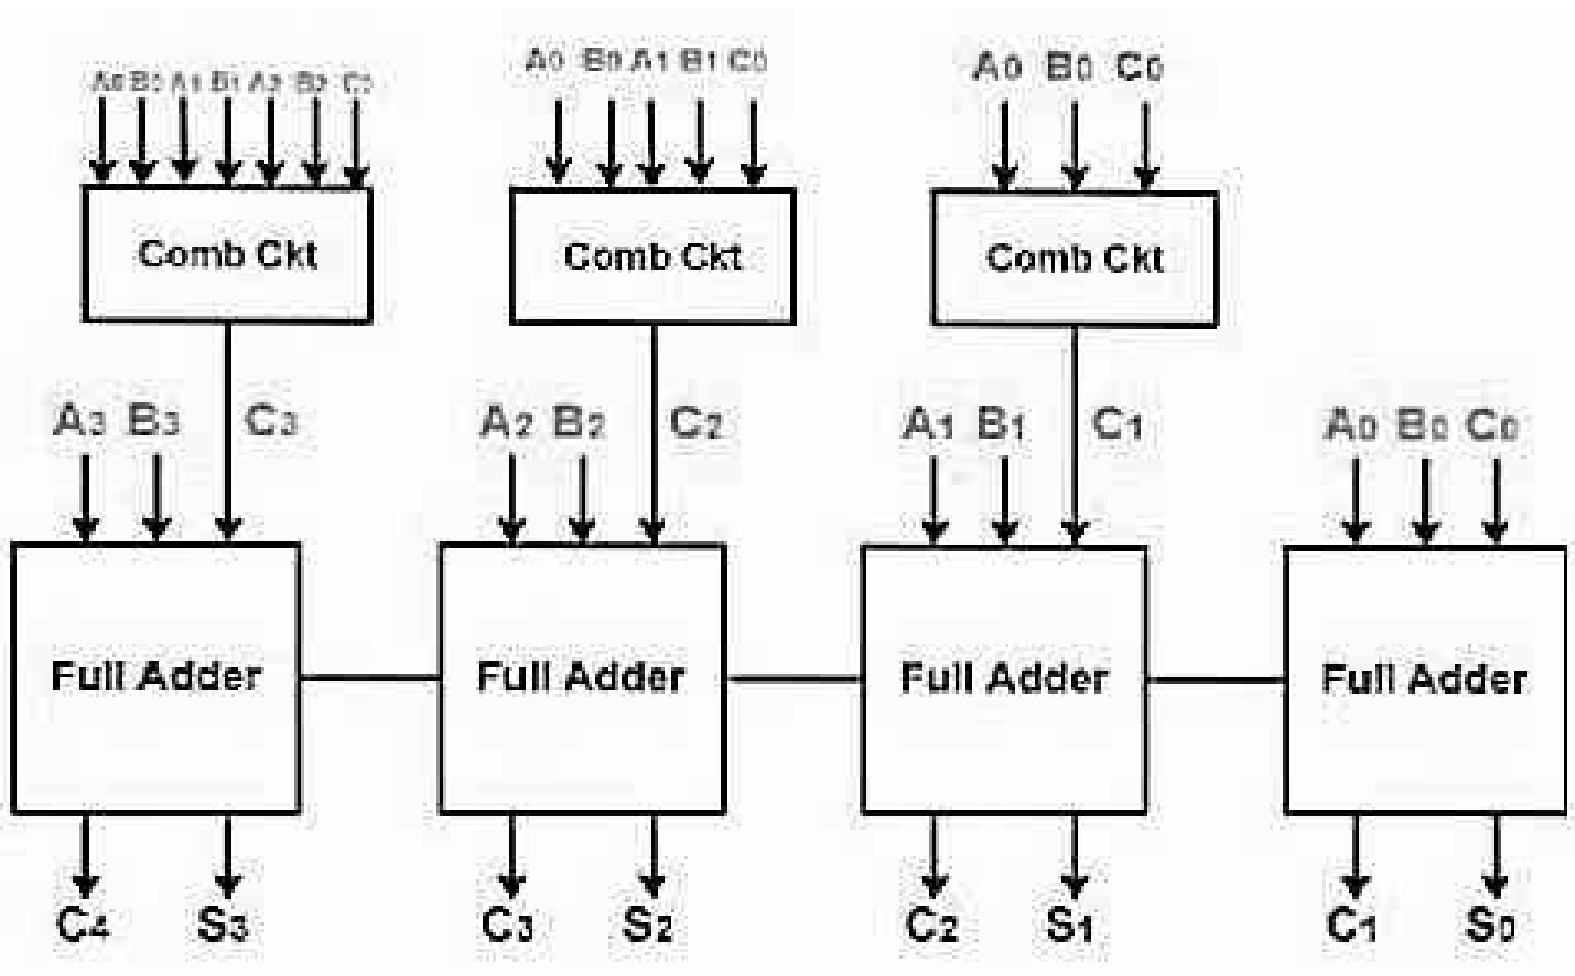 A0 B0 A1 B1 A2 B2 C0
A0 B0 A1 B1 C0
A0 B0 C0
Comb Ckt
Comb Ckt
Comb Ckt
A3 B3 C3
A2 B2 C2
A1 B1 C1
A0 B0 C0
Full Adder
Full Adder
Full Adder
Full Adder
C4 S3
C3 S2
C2 S1
C1 S0